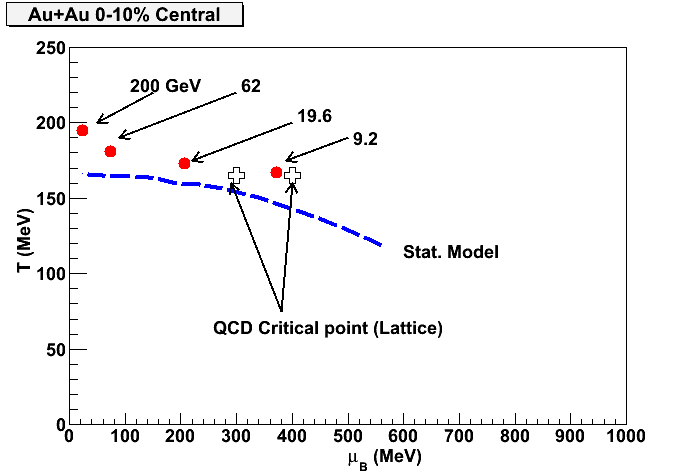 Au+Au 0-10% Central
250
200 GeV
62
200
19.6
9.2
150
T (MeV)
Stat. Model
100
QCD Critical point (Lattice)
50
0
0 100 200 300 400 500 600 700 800 900 1000
μB (MeV)